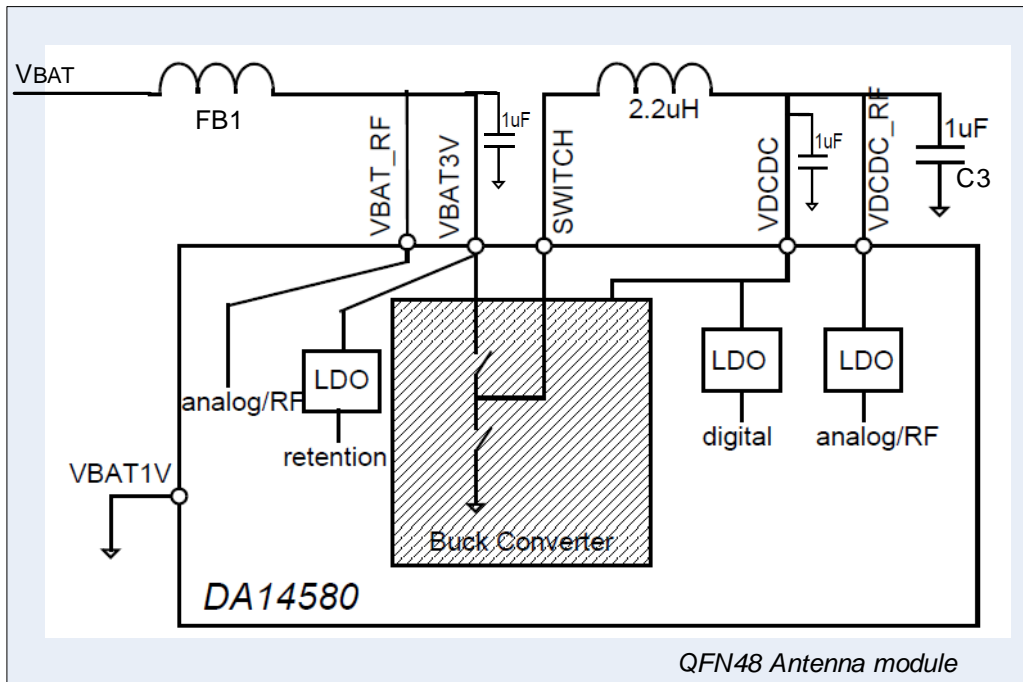 VBAT
FB1
1uF
2.2uH
1uF
1uF
C3
VBAT_RF
VBAT3V
SWITCH
VDCDC
VDCDC_RF
LDO
LDO
LDO
analog/RF
retention
digital
analog/RF
VBAT1V
Buck Converter
DA14580
QFN48 Antenna module